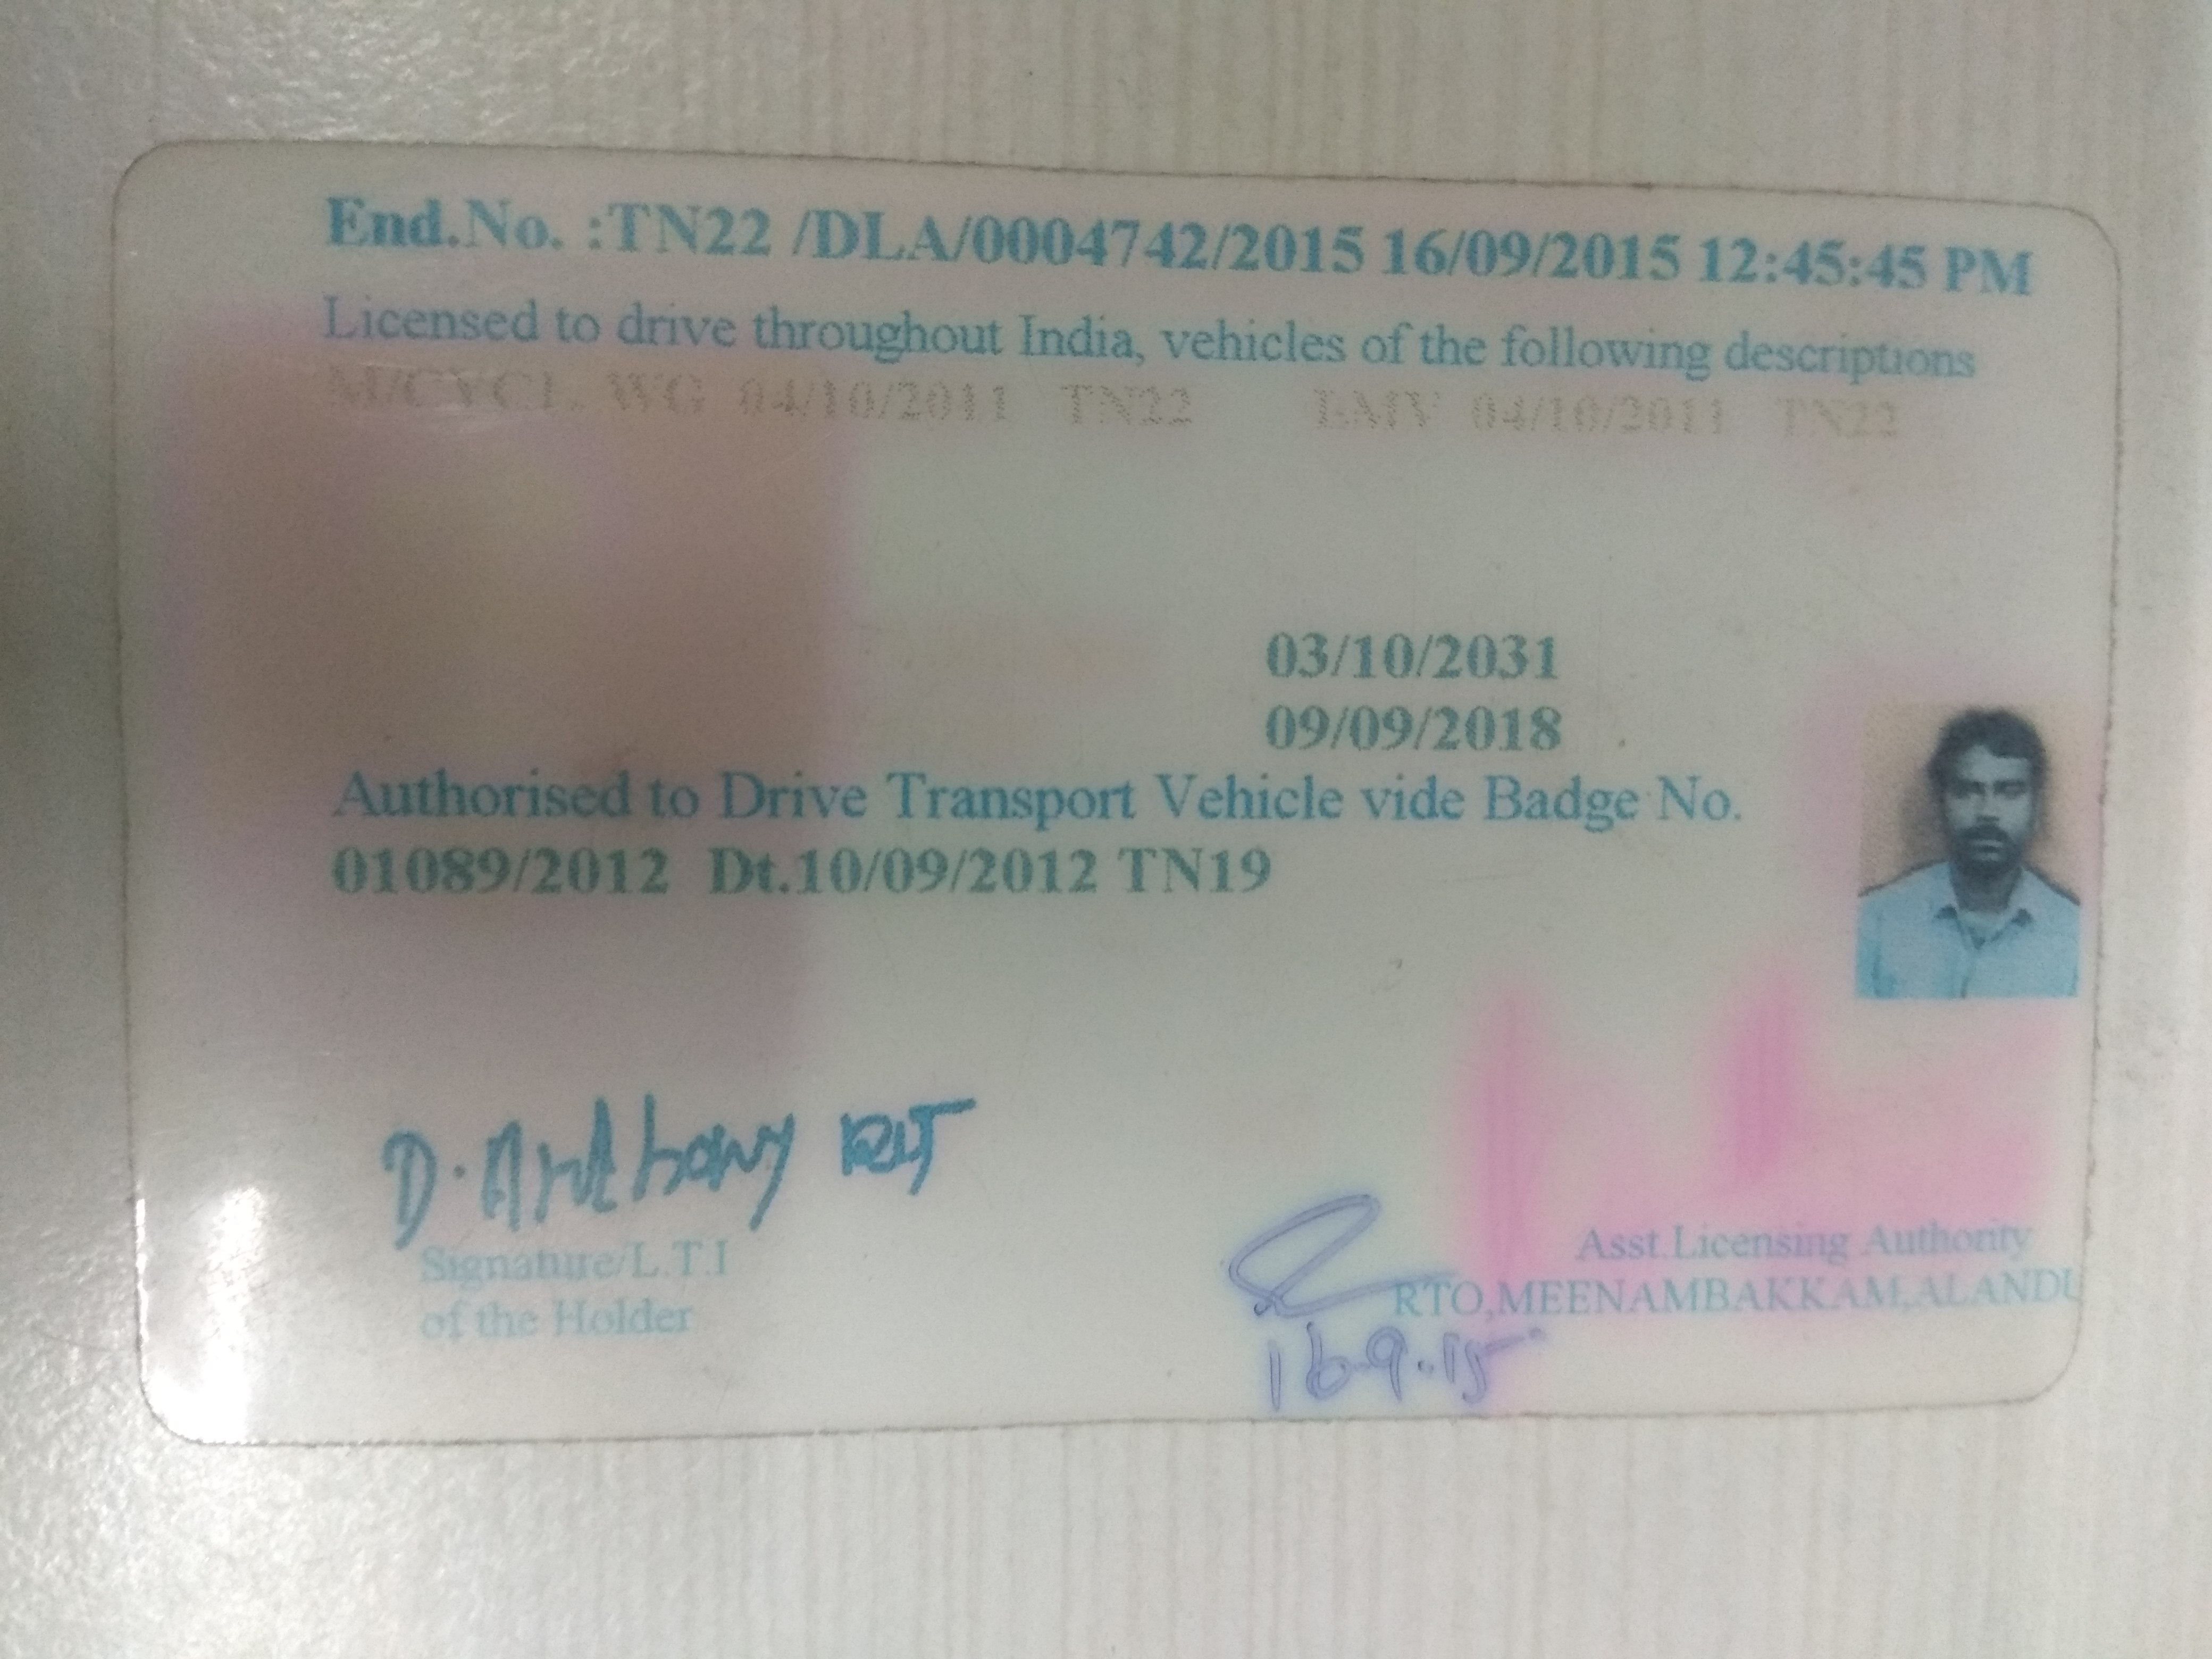 End.No. :TN22 /DLA/0004742/2015 16/09/2015 12:45:45 PM
Licensed to drive throughout India, vehicles of the following descriptions
M/CYCL. WG 04/10/2011 TN22 LMV 04/10/2011 TN22
03/10/2031
09/09/2018
Authorised to Drive Transport Vehicle vide Badge No.
01089/2012 Dt.10/09/2012 TN19
D. Anthony
Signature/L.T.I
of the Holder
Asst.Licensing Authority
RTO,MEENAMBAKKAM,ALANDU
16.9.15